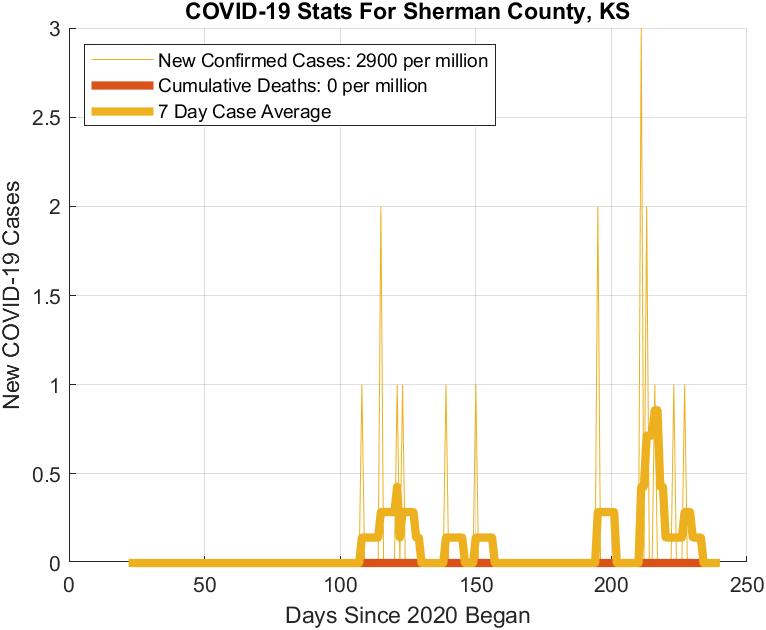 COVID-19 Stats For Sherman County, KS
New Confirmed Cases: 2900 per million
Cumulative Deaths: 0 per million
7 Day Case Average
New COVID-19 Cases
3
2.5
2
1.5
1
0.5
0
0 50 100 150 200 250
Days Since 2020 Began